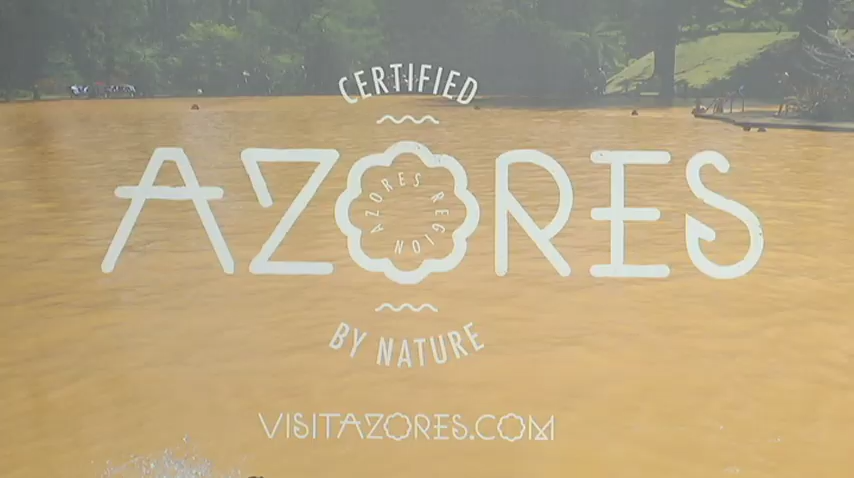 CERTIFIED
AZORES
AZORES REGION
BY NATURE
VISITAZORES.COM